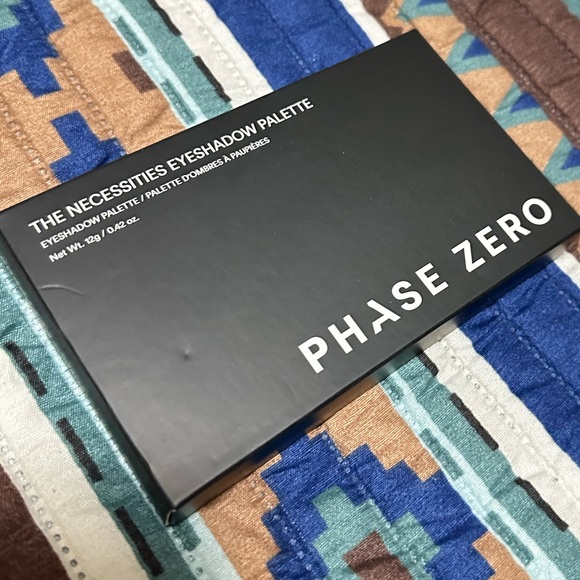 THE NECESSITIES EYESHADOW PALETTE
EYESHADOW PALETTE / PALETTE D'OMBRES À PAUPIÈRES
Net Wt. 12g / 0.42 oz.
PHASE ZERO